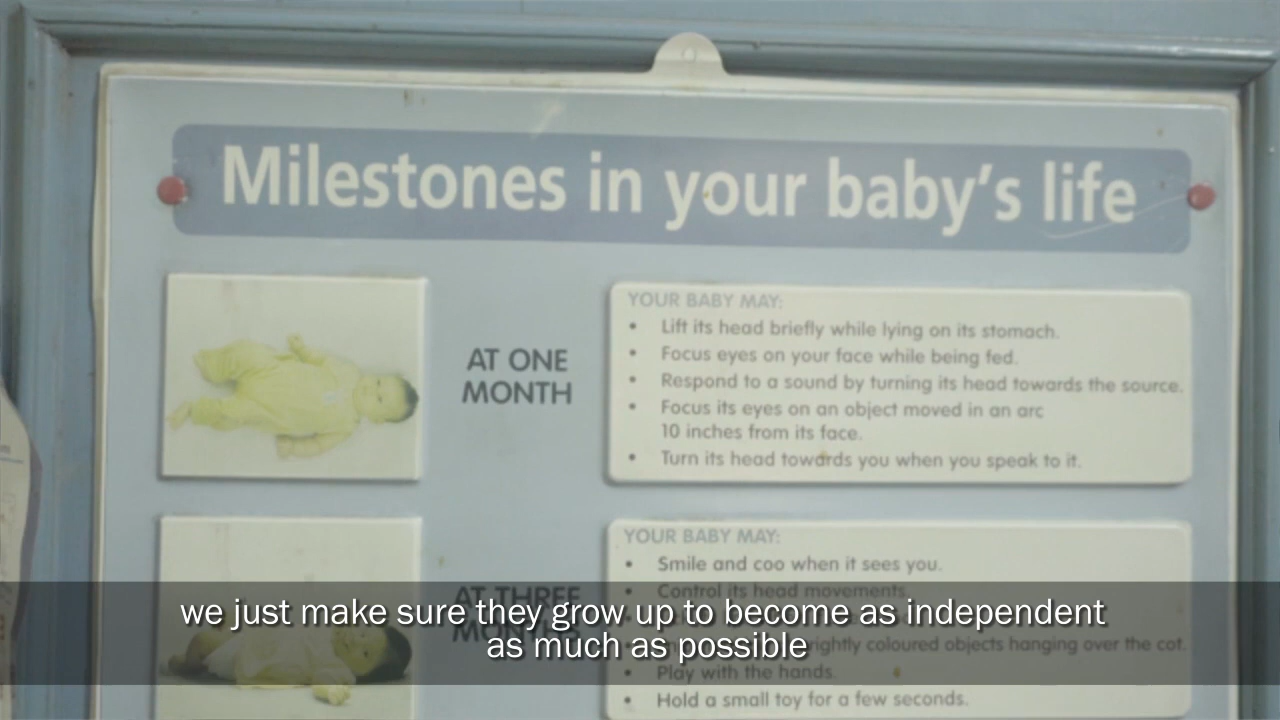 Milestones in your baby's life
AT ONE
MONTH
YOUR BABY MAY:
• Lift its head briefly while lying on its stomach.
• Focus eyes on your face while being fed.
• Respond to a sound by turning its head towards the source.
• Focus its eyes on an object moved in an arc
10 inches from its face.
• Turn its head towards you when you speak to it.
AT THREE
MONTHS
YOUR BABY MAY:
• Smile and coo when it sees you.
• Control its head movements.
brightly coloured objects hanging over the cot.
• Play with the hands.
• Hold a small toy for a few seconds.
we just make sure they grow up to become as independent
as much as possible